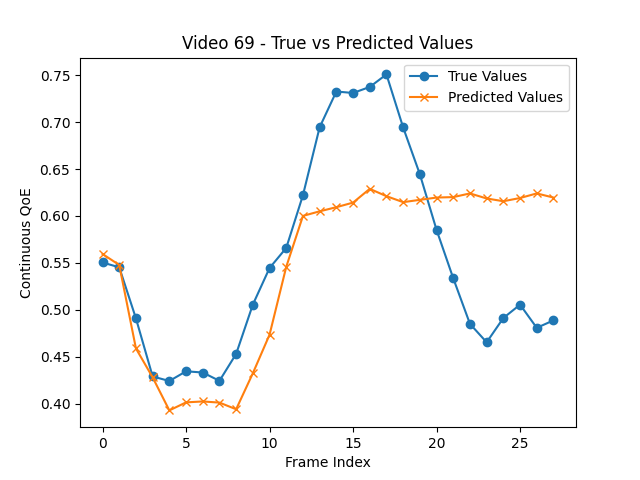 Video 69 - True vs Predicted Values
True Values
Predicted Values
Continuous QoE
0.75
0.70
0.65
0.60
0.55
0.50
0.45
0.40
0 5 10 15 20 25
Frame Index